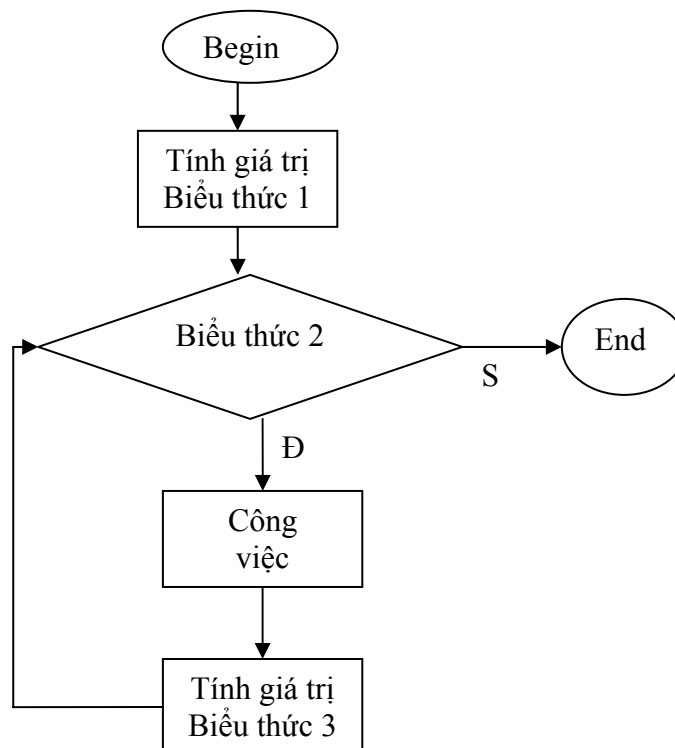 Begin
Tính giá trị
Biểu thức 1
Biểu thức 2
End
S
Đ
Công
việc
Tính giá trị
Biểu thức 3